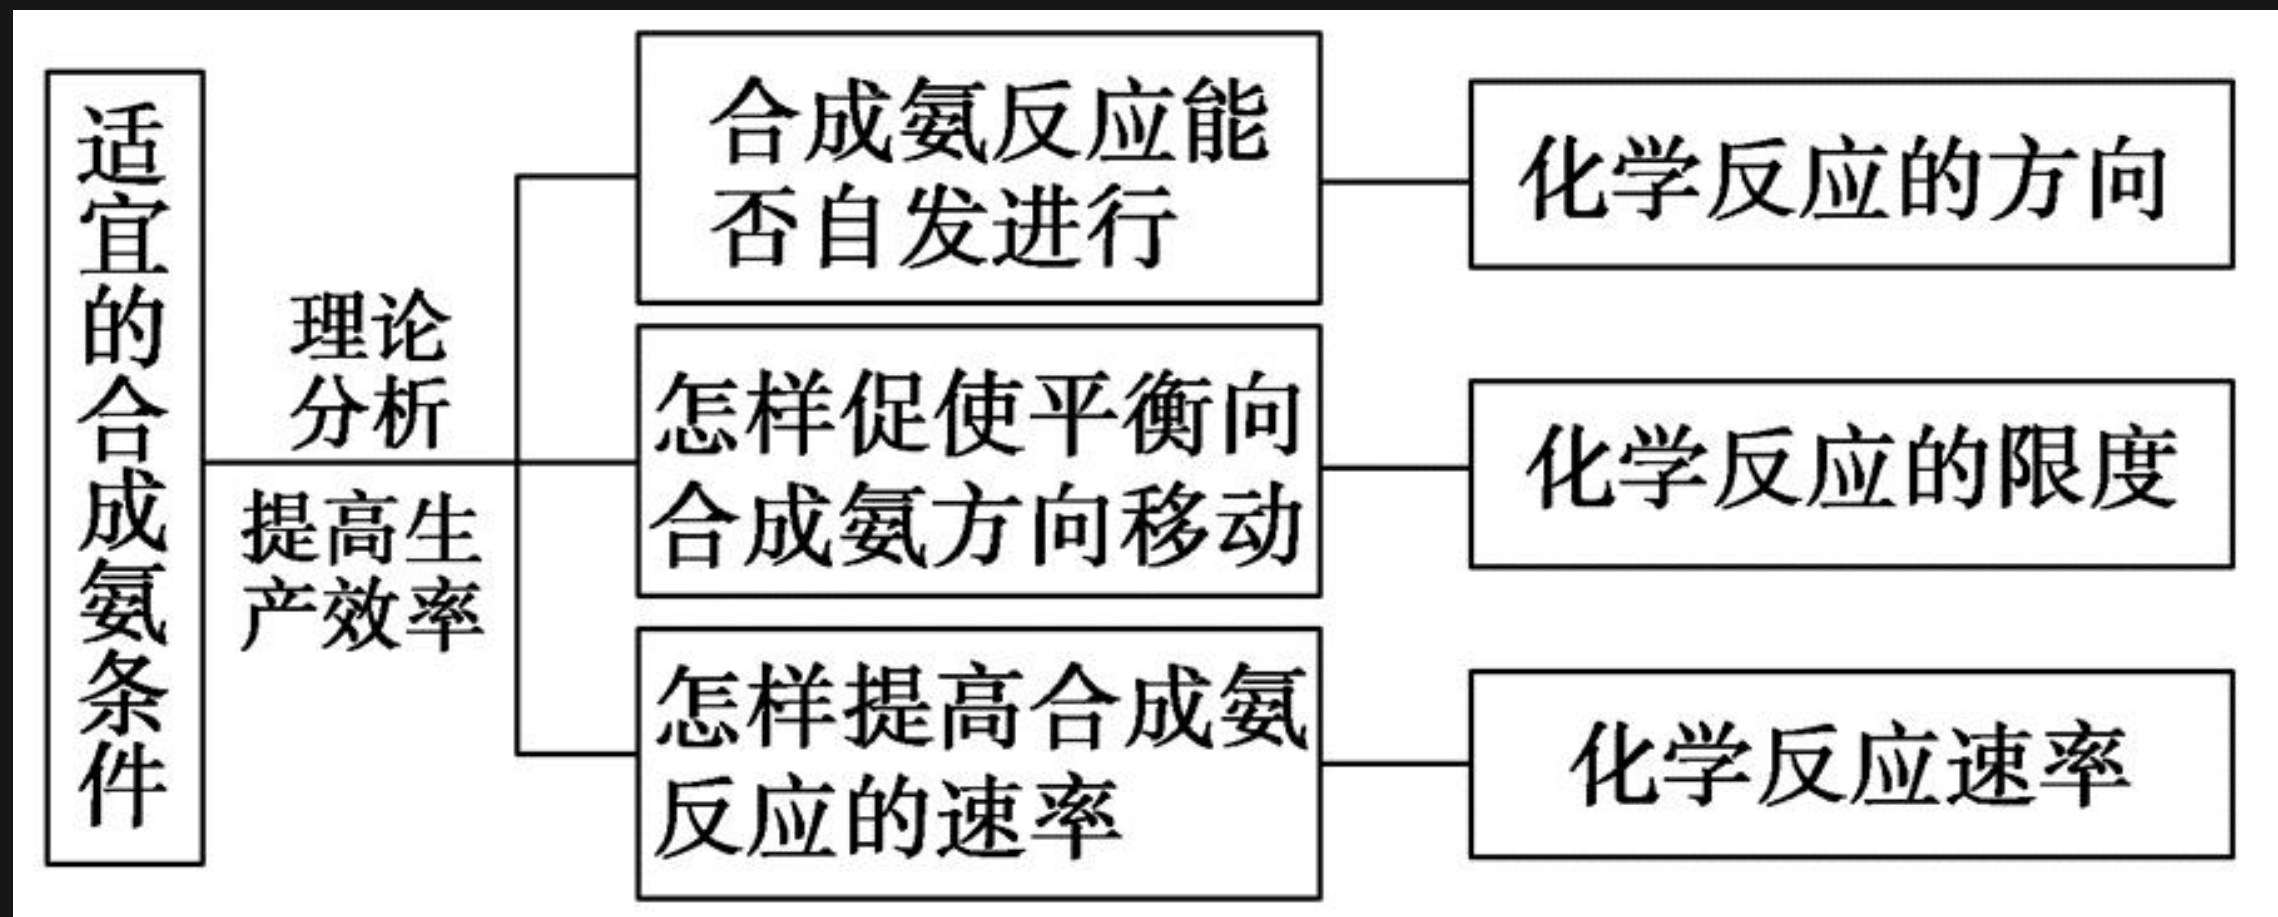 适宜的合成氨条件
理论
分析
提高生
产效率
合成氨反应能
否自发进行
化学反应的方向
怎样促使平衡向
合成氨方向移动
化学反应的限度
怎样提高合成氨
反应的速率
化学反应速率